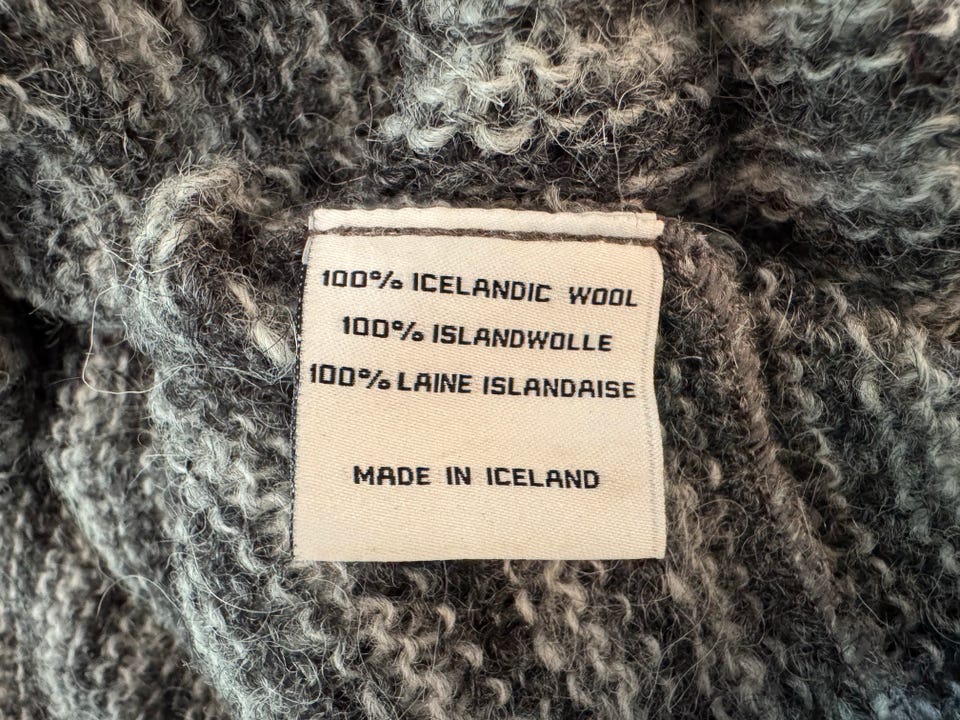 100% ICELANDIC WOOL
100% ISLANDWOLLE
100% LAINE ISLANDAISE
MADE IN ICELAND